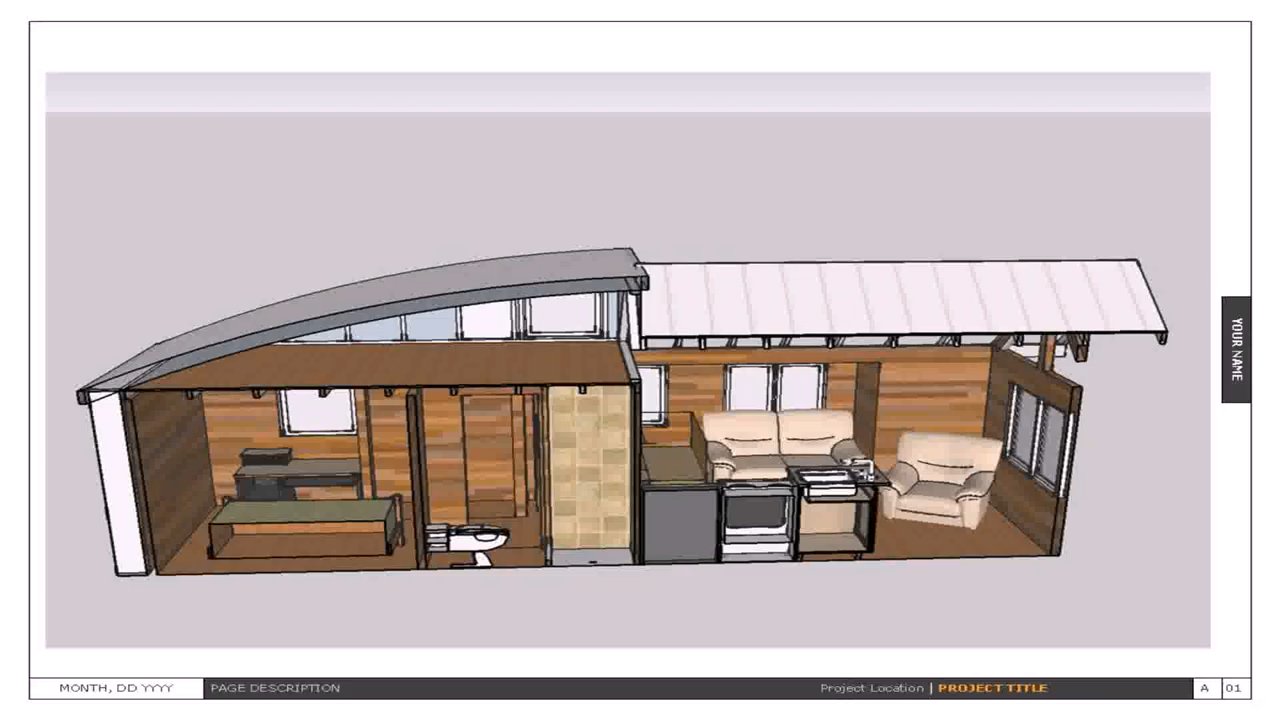 YOUR NAME
MONTH, DD YYYY
PAGE DESCRIPTION
Project Location | PROJECT TITLE
A 01